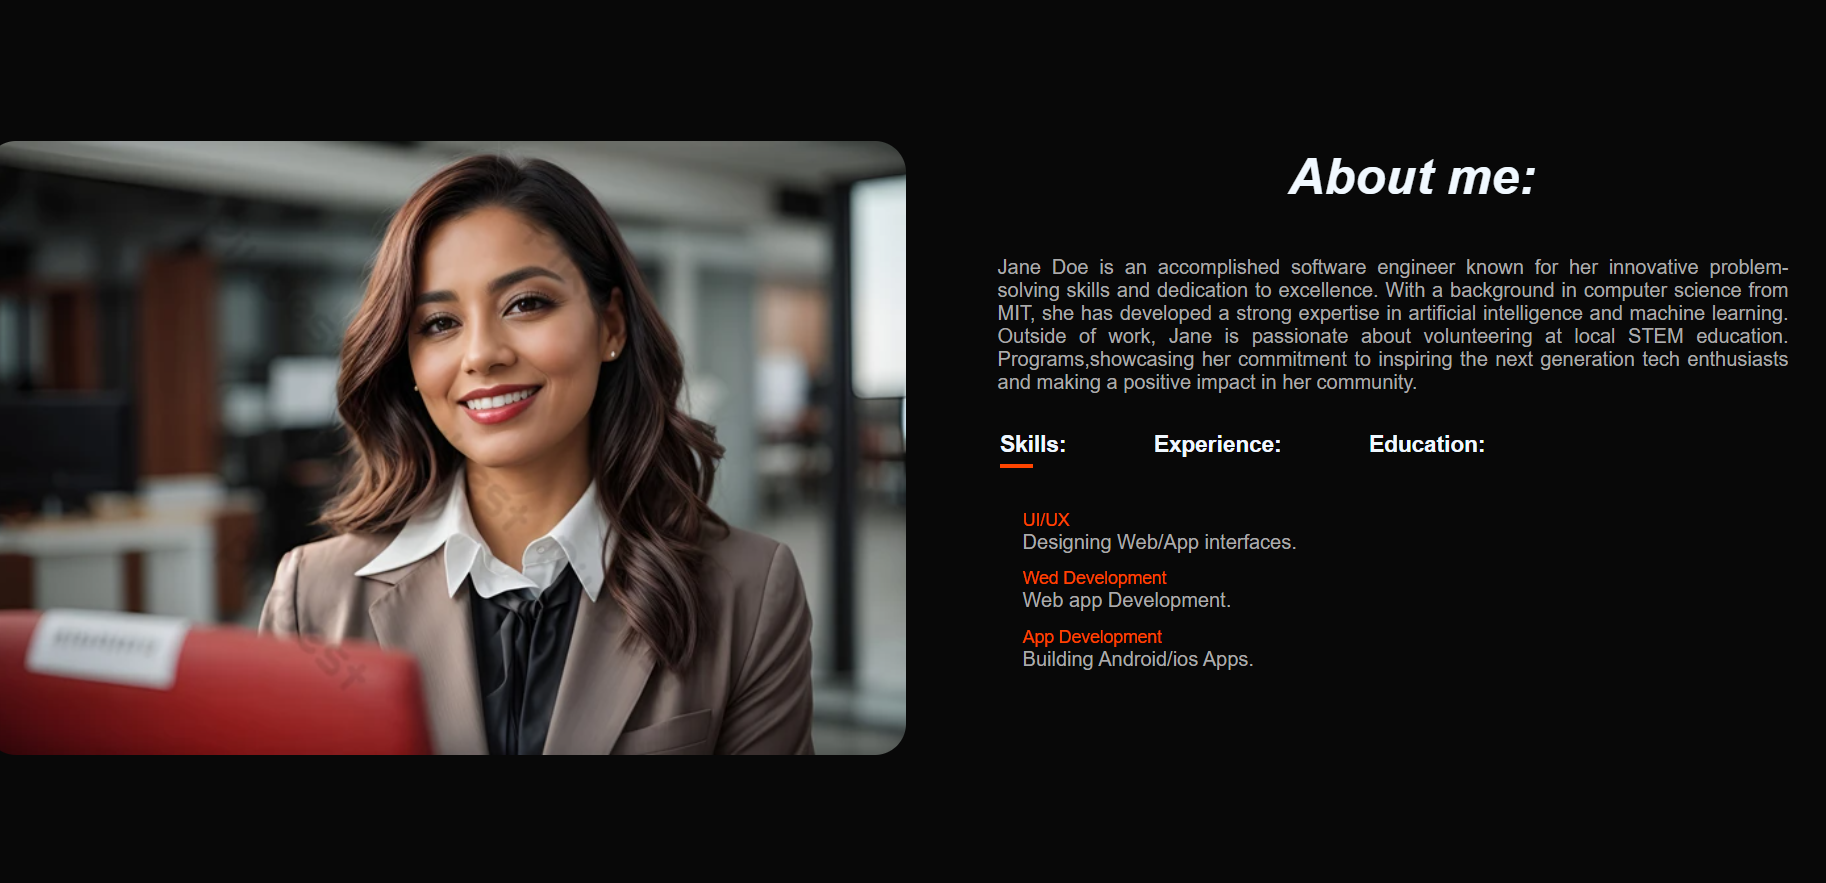 About me:
Jane Doe is an accomplished software engineer known for her innovative problem-
solving skills and dedication to excellence. With a background in computer science from
MIT, she has developed a strong expertise in artificial intelligence and machine learning.
Outside of work, Jane is passionate about volunteering at local STEM education.
Programs,showcasing her commitment to inspiring the next generation tech enthusiasts
and making a positive impact in her community.
Skills: Experience: Education:
UI/UX
Designing Web/App interfaces.
Wed Development
Web app Development.
App Development
Building Android/ios Apps.